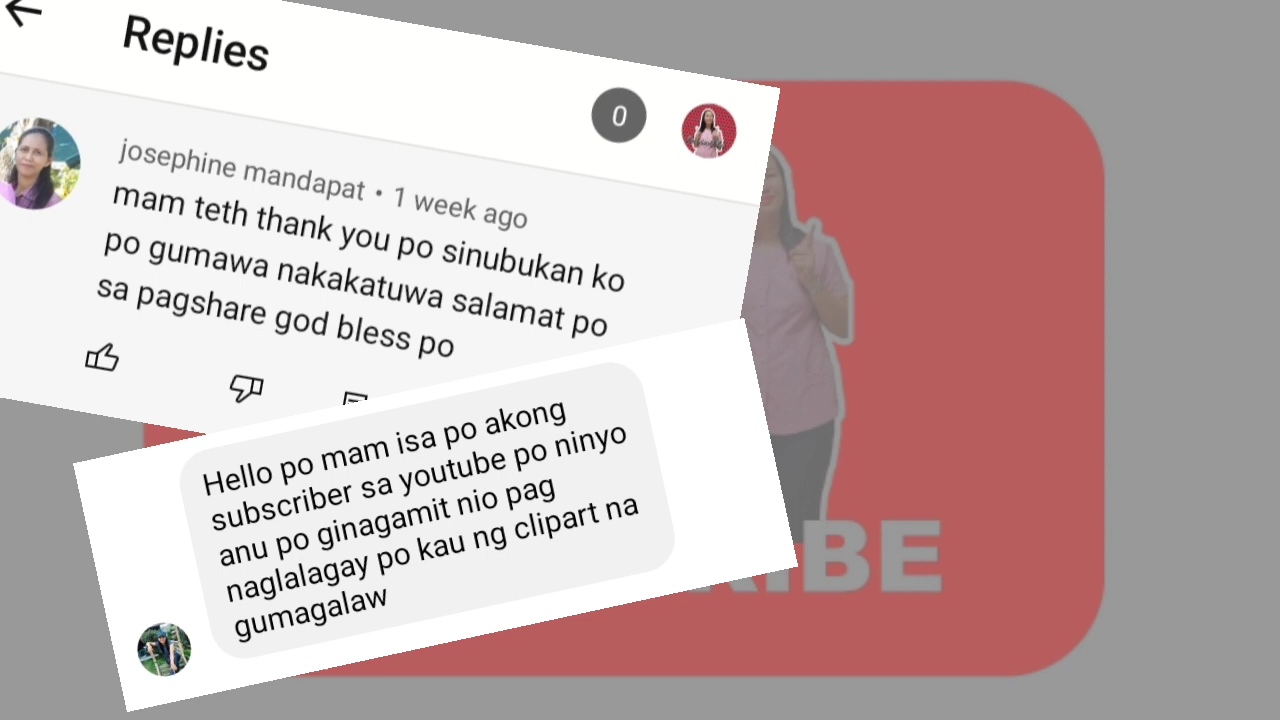 Replies
0
josephine mandapat • 1 week ago
mam teth thank you po sinubukan ko
po gumawa nakakatuwa salamat po
sa pagshare god bless po
Hello po mam isa po akong
subscriber sa youtube po ninyo
anu po ginagamit nio pag
naglalagay po kau ng clipart na
gumagalaw
RIBE